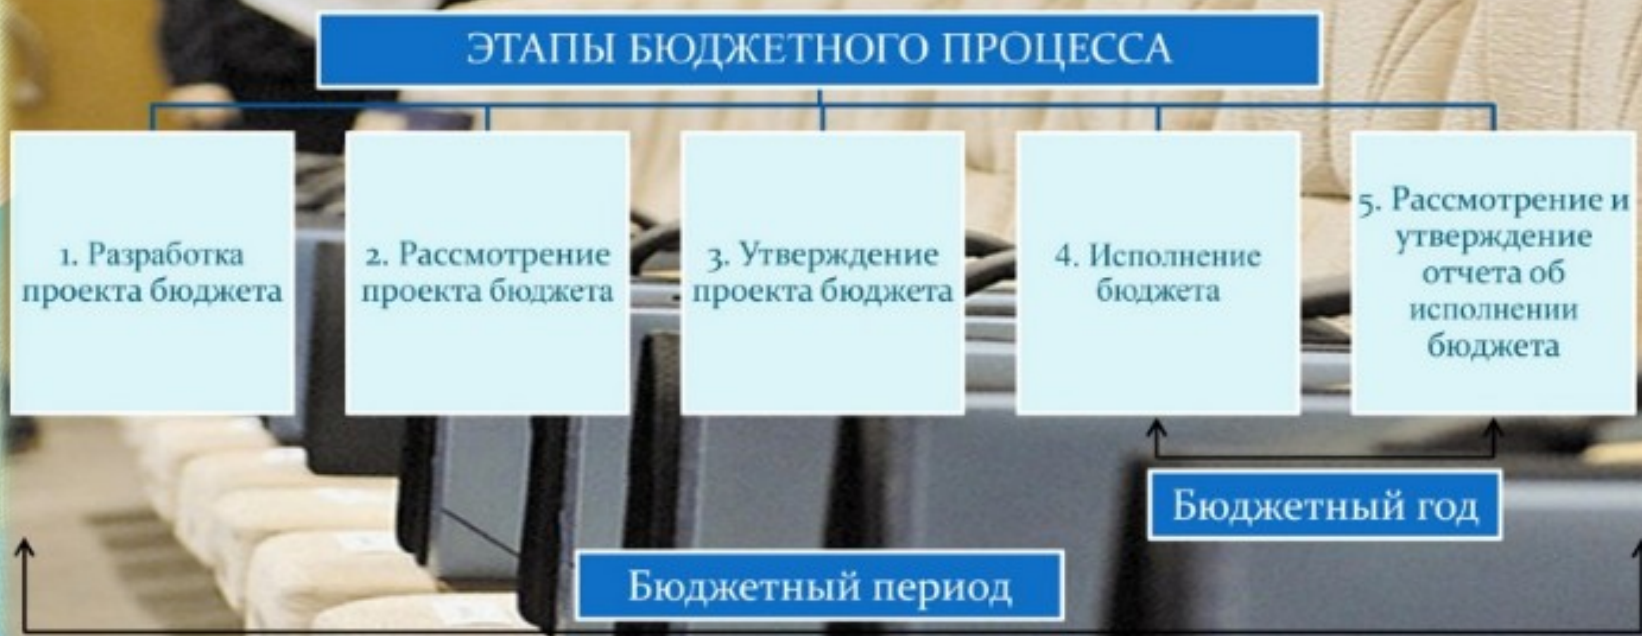 ЭТАПЫ БЮДЖЕТНОГО ПРОЦЕССА
1. Разработка
проекта бюджета
2. Рассмотрение
проекта бюджета
3. Утверждение
проекта бюджета
4. Исполнение
бюджета
5. Рассмотрение и
утверждение
отчета об
исполнении
бюджета
Бюджетный год
Бюджетный период